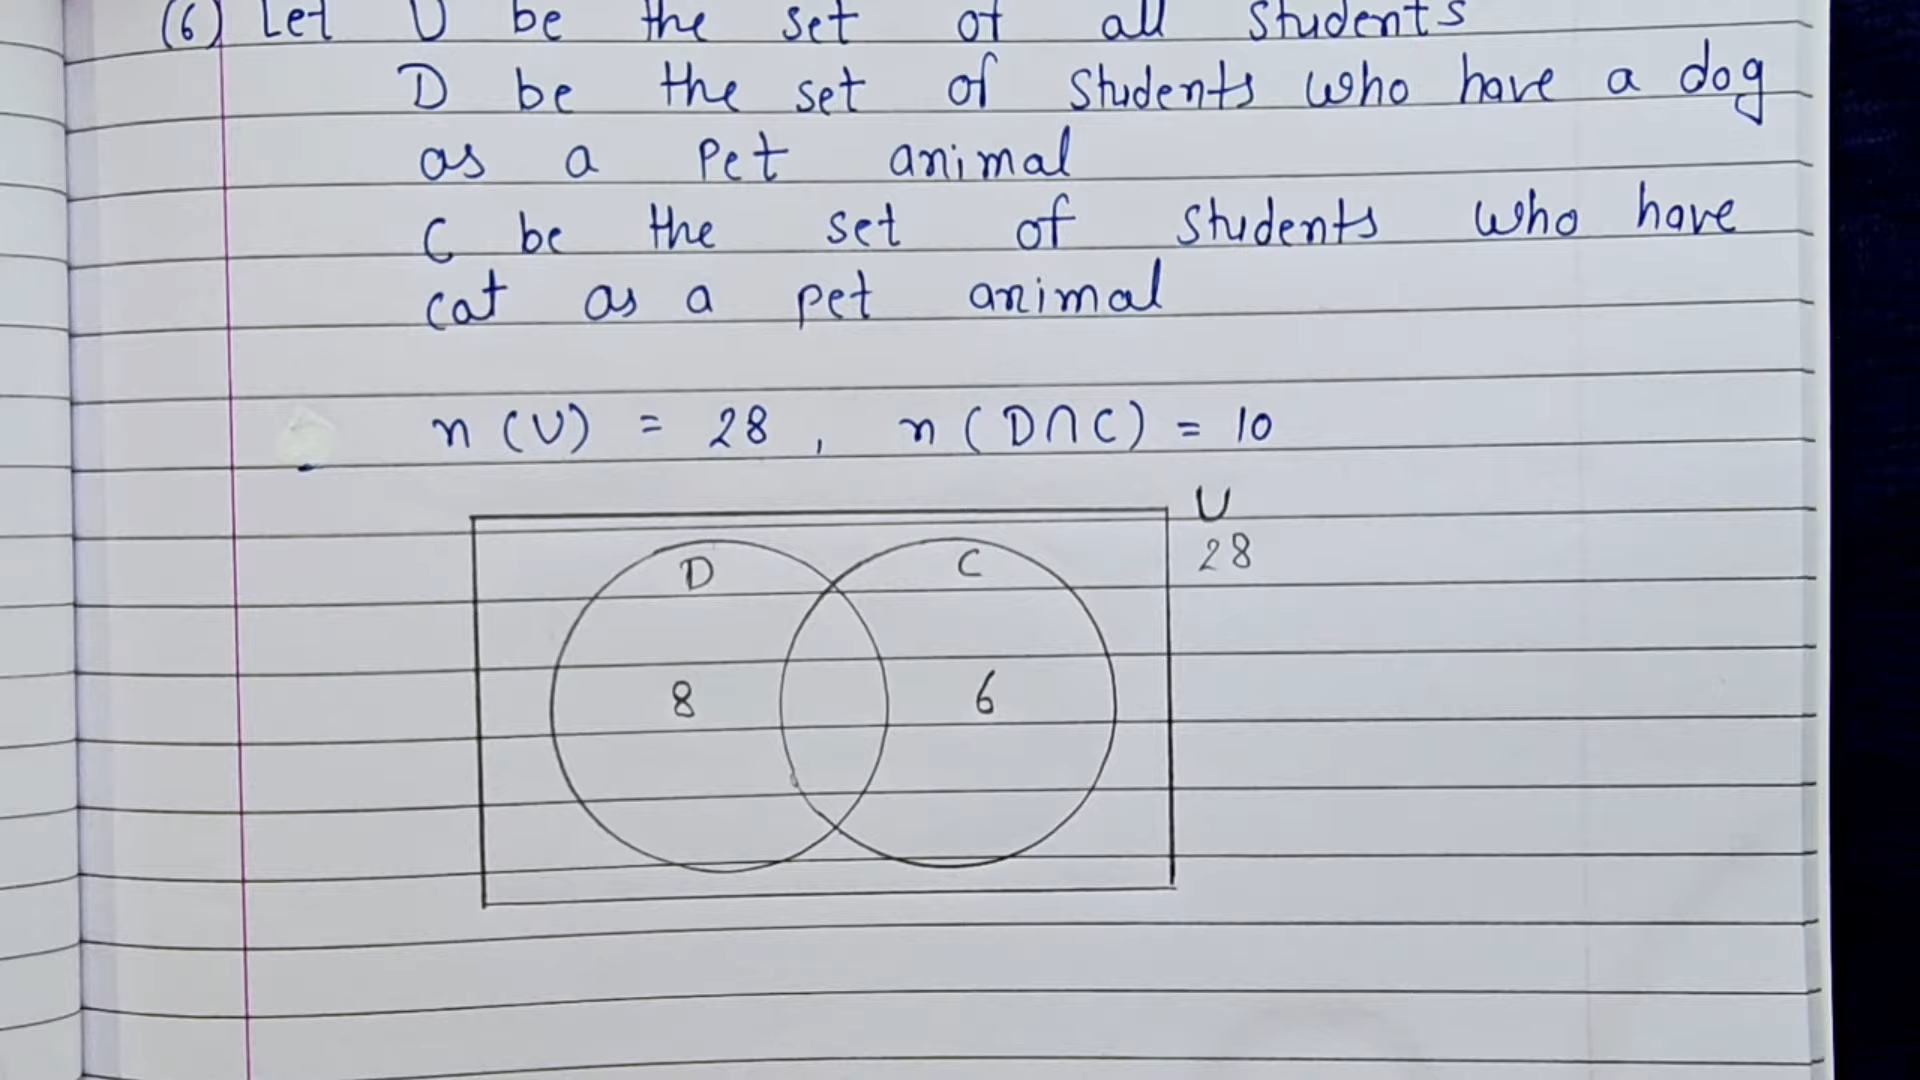 (6) Let U be the set of all students
D be the set of students who have a dog
as a pet animal
C be the set of students who have
cat as a pet animal
n (U) = 28 , n ( D∩C) = 10
U
28
D C
8 6